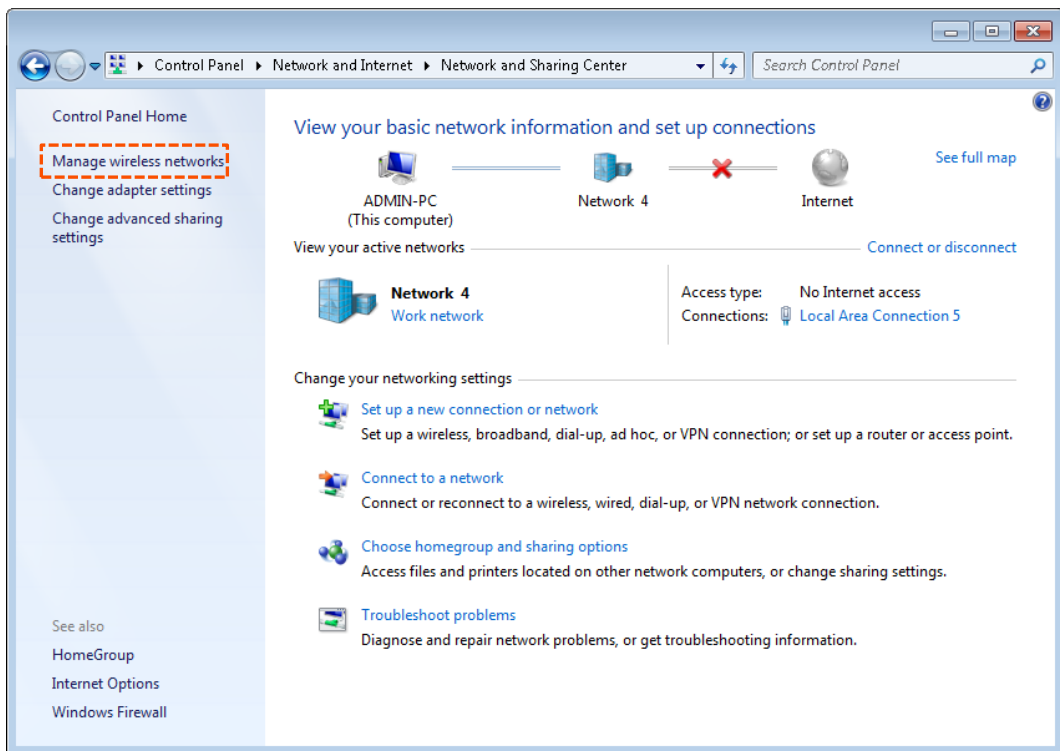 Control Panel
Network and Internet
Network and Sharing Center
Search Control Panel
Control Panel Home
Manage wireless networks
Change adapter settings
Change advanced sharing
settings
See also
HomeGroup
Internet Options
Windows Firewall
View your basic network information and set up connections
See full map
ADMIN-PC
(This computer)
Network 4
Internet
View your active networks
Connect or disconnect
Network 4
Work network
Access type: No Internet access
Connections: Local Area Connection 5
Change your networking settings
Set up a new connection or network
Set up a wireless, broadband, dial-up, ad hoc, or VPN connection; or set up a router or access point.
Connect to a network
Connect or reconnect to a wireless, wired, dial-up, or VPN network connection.
Choose homegroup and sharing options
Access files and printers located on other network computers, or change sharing settings.
Troubleshoot problems
Diagnose and repair network problems, or get troubleshooting information.